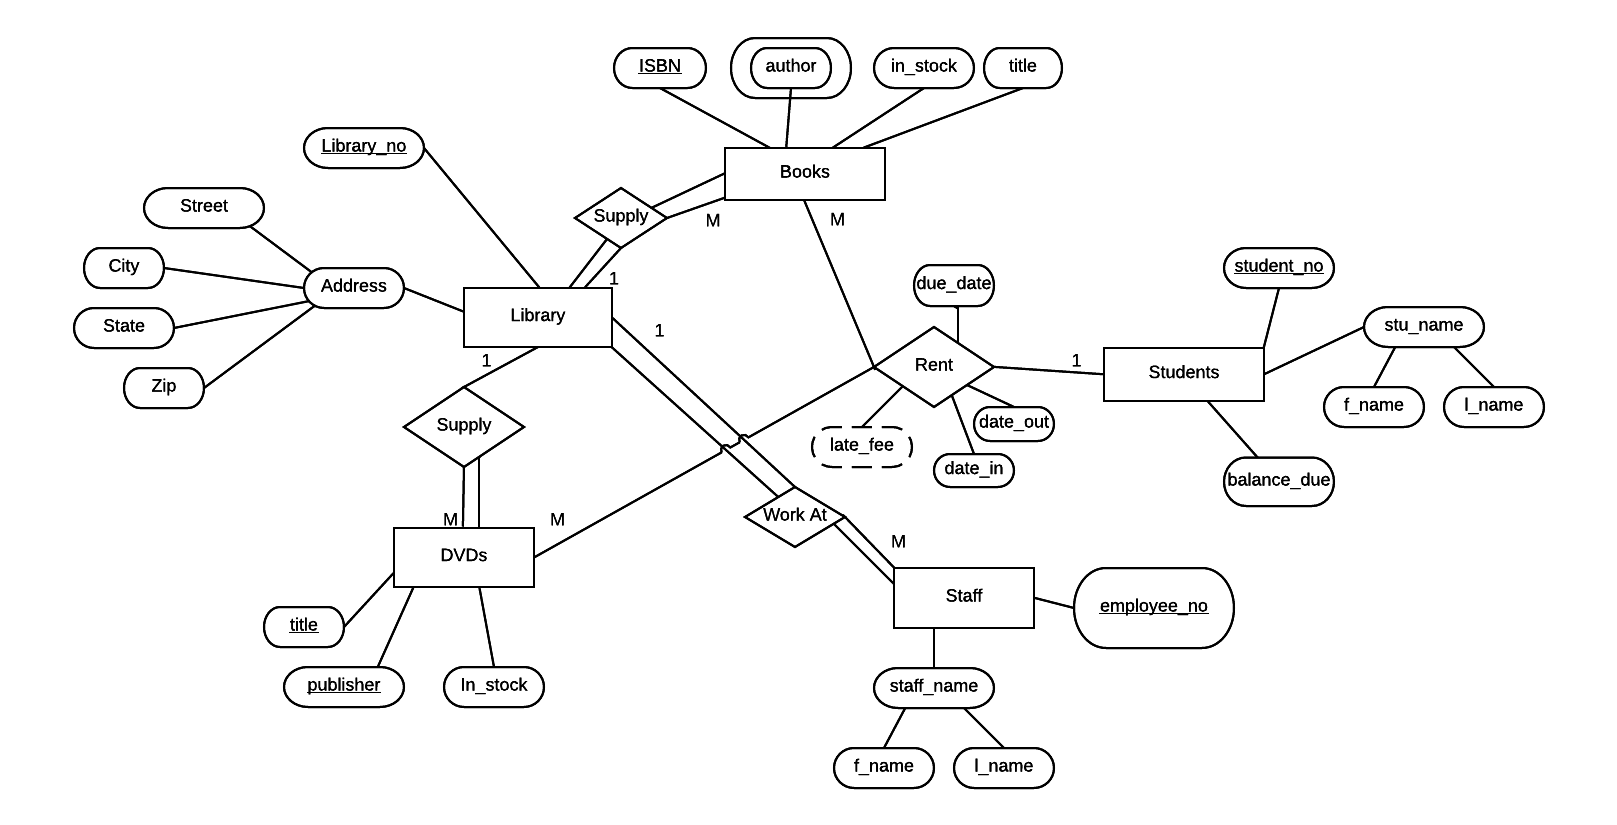 ISBN
author
in_stock
title
Library_no
Books
Street
Supply
M
M
City
Address
student_no
1
due_date
State
Library
1
stu_name
1
Rent
1
Students
Zip
f_name
l_name
Supply
date_out
late_fee
date_in
balance_due
M
M
Work At
M
DVDs
Staff
employee_no
title
publisher
In_stock
staff_name
f_name
l_name